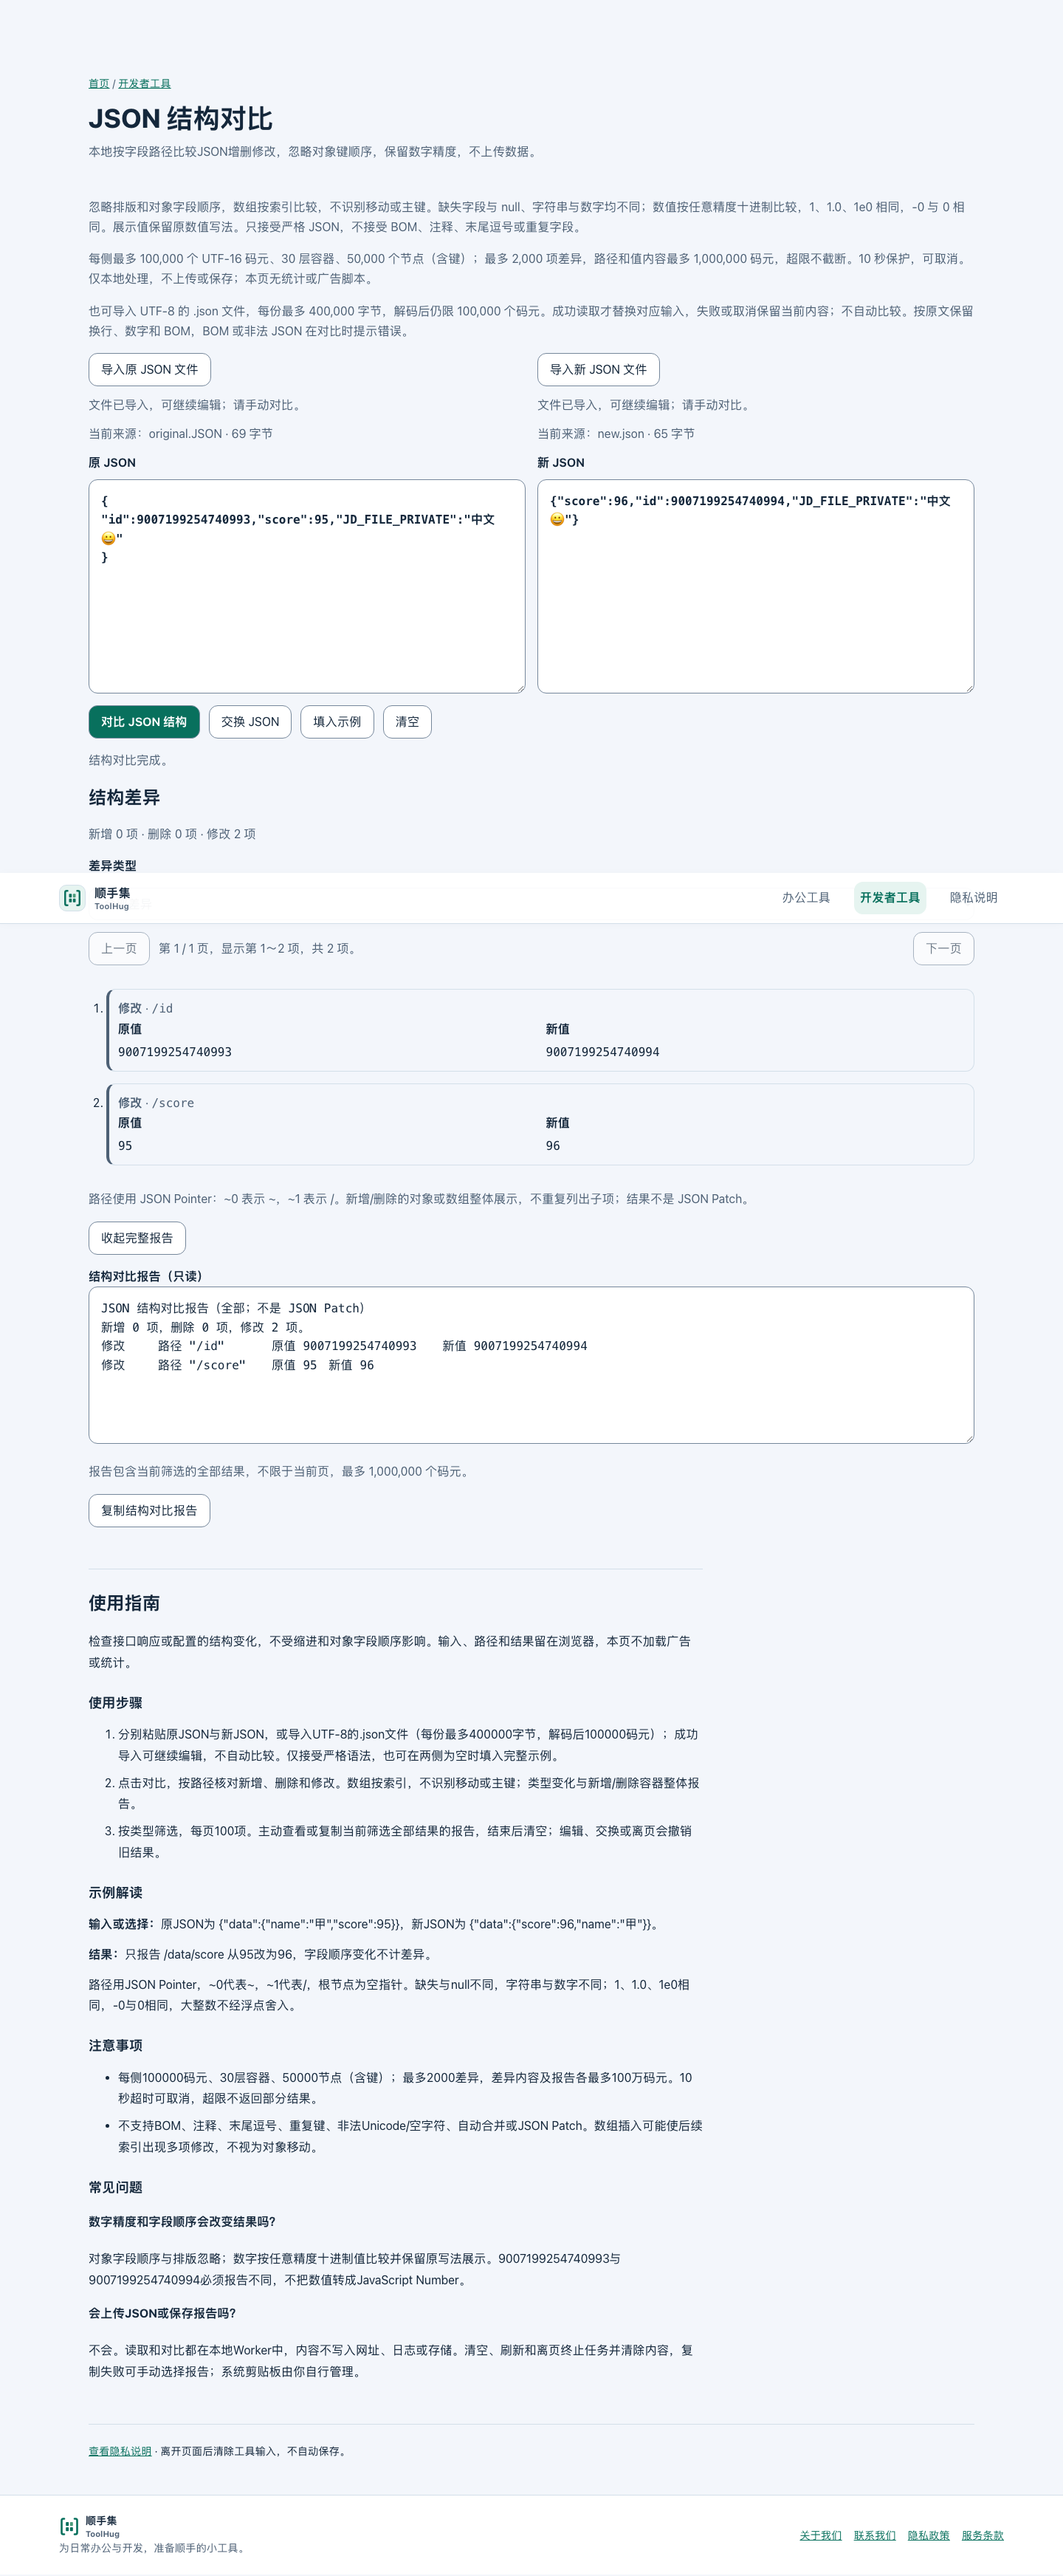 首页 / 开发者工具
JSON 结构对比
本地按字段路径比较JSON增删修改，忽略对象键顺序，保留数字精度，不上传数据。
忽略排版和对象字段顺序，数组按索引比较，不识别移动或主键。缺失字段与 null、字符串与数字均不同；数值按任意精度十进制比较，1、1.0、1e0 相同，-0 与 0 相
同。展示值保留原数值写法。只接受严格 JSON，不接受 BOM、注释、末尾逗号或重复字段。
每侧最多 100,000 个 UTF-16 码元、30 层容器、50,000 个节点（含键）；最多 2,000 项差异，路径和值内容最多 1,000,000 码元，超限不截断。10 秒保护，可取消。
仅本地处理，不上传或保存；本页无统计或广告脚本。
也可导入 UTF-8 的 .json 文件，每份最多 400,000 字节，解码后仍限 100,000 个码元。成功读取才替换对应输入，失败或取消保留当前内容；不自动比较。按原文保留
换行、数字和 BOM，BOM 或非法 JSON 在对比时提示错误。
导入原 JSON 文件
导入新 JSON 文件
文件已导入，可继续编辑；请手动对比。
文件已导入，可继续编辑；请手动对比。
当前来源：original.JSON · 69 字节
当前来源：new.json · 65 字节
原 JSON
新 JSON
{
"id":9007199254740993,"score":95,"JD_FILE_PRIVATE":"中文
😀"
}
{"score":96,"id":9007199254740994,"JD_FILE_PRIVATE":"中文
😀"}
对比 JSON 结构 交换 JSON 填入示例 清空
结构对比完成。
结构差异
新增 0 项 · 删除 0 项 · 修改 2 项
差异类型
顺手集
ToolHug
办公工具 开发者工具 隐私说明
上一页 第 1 / 1 页，显示第 1～2 项，共 2 项。 下一页
1. 修改 · /id
原值 新值
9007199254740993 9007199254740994
2. 修改 · /score
原值 新值
95 96
路径使用 JSON Pointer：~0 表示 ~，~1 表示 /。新增/删除的对象或数组整体展示，不重复列出子项；结果不是 JSON Patch。
收起完整报告
结构对比报告（只读）
JSON 结构对比报告（全部；不是 JSON Patch）
新增 0 项，删除 0 项，修改 2 项。
修改 路径 "/id" 原值 9007199254740993 新值 9007199254740994
修改 路径 "/score" 原值 95 新值 96
报告包含当前筛选的全部结果，不限于当前页，最多 1,000,000 个码元。
复制结构对比报告
使用指南
检查接口响应或配置的结构变化，不受缩进和对象字段顺序影响。输入、路径和结果留在浏览器，本页不加载广告
或统计。
使用步骤
1. 分别粘贴原JSON与新JSON，或导入UTF-8的.json文件（每份最多400000字节，解码后100000码元）；成功
导入可继续编辑，不自动比较。仅接受严格语法，也可在两侧为空时填入完整示例。
2. 点击对比，按路径核对新增、删除和修改。数组按索引，不识别移动或主键；类型变化与新增/删除容器整体报
告。
3. 按类型筛选，每页100项。主动查看或复制当前筛选全部结果的报告，结束后清空；编辑、交换或离页会撤销
旧结果。
示例解读
输入或选择：原JSON为 {"data":{"name":"甲","score":95}}，新JSON为 {"data":{"score":96,"name":"甲"}}。
结果：只报告 /data/score 从95改为96，字段顺序变化不计差异。
路径用JSON Pointer，~0代表~，~1代表/，根节点为空指针。缺失与null不同，字符串与数字不同；1、1.0、1e0相
同，-0与0相同，大整数不经浮点舍入。
注意事项
• 每侧100000码元、30层容器、50000节点（含键）；最多2000差异，差异内容及报告各最多100万码元。10
秒超时可取消，超限不返回部分结果。
• 不支持BOM、注释、末尾逗号、重复键、非法Unicode/空字符、自动合并或JSON Patch。数组插入可能使后续
索引出现多项修改，不视为对象移动。
常见问题
数字精度和字段顺序会改变结果吗？
对象字段顺序与排版忽略；数字按任意精度十进制值比较并保留原写法展示。9007199254740993与
9007199254740994必须报告不同，不把数值转成JavaScript Number。
会上传JSON或保存报告吗？
不会。读取和对比都在本地Worker中，内容不写入网址、日志或存储。清空、刷新和离页终止任务并清除内容，复
制失败可手动选择报告；系统剪贴板由你自行管理。
查看隐私说明 · 离开页面后清除工具输入，不自动保存。
顺手集
ToolHug
为日常办公与开发，准备顺手的小工具。
关于我们 联系我们 隐私政策 服务条款